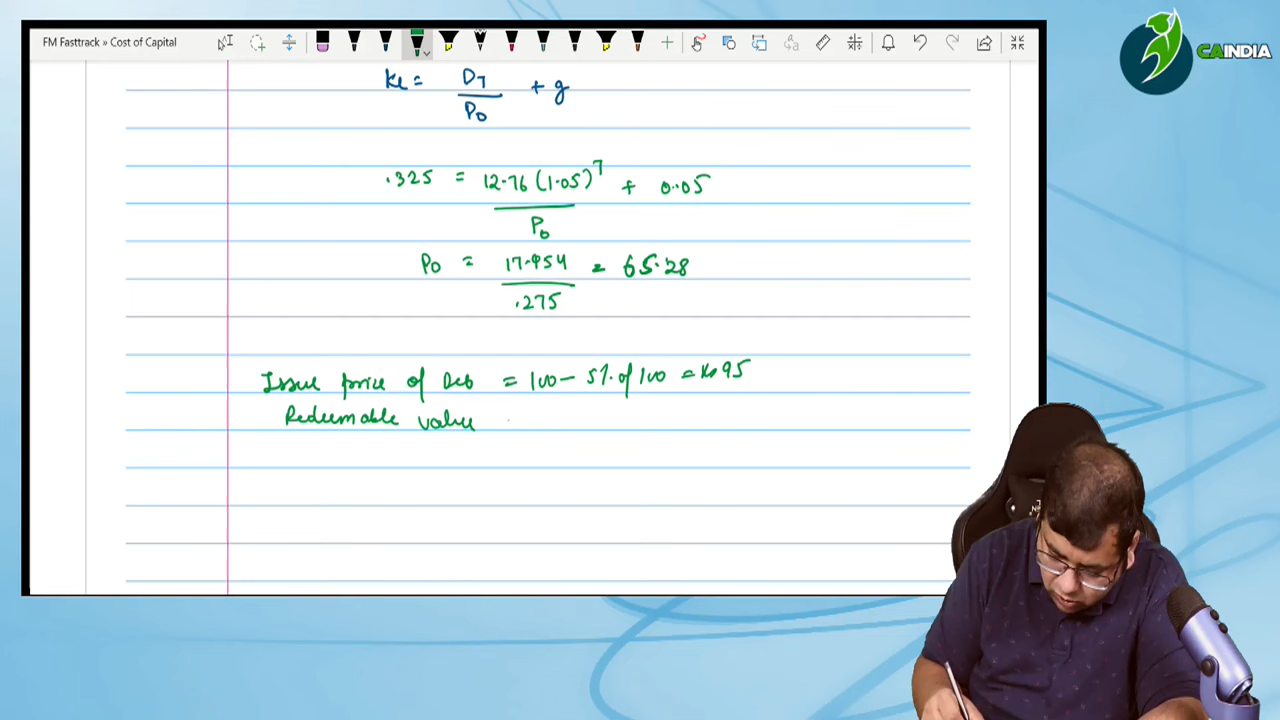 FM Fasttrack » Cost of Capital
CAINDIA
Ke = D7 / P0 + g
.325 = 12.76 (1.05)^7 / P0 + 0.05
P0 = 17.954 / .275 = 65.28
Issue price of Deb = 100 - 5% of 100 = Rs 95
Redeemable value